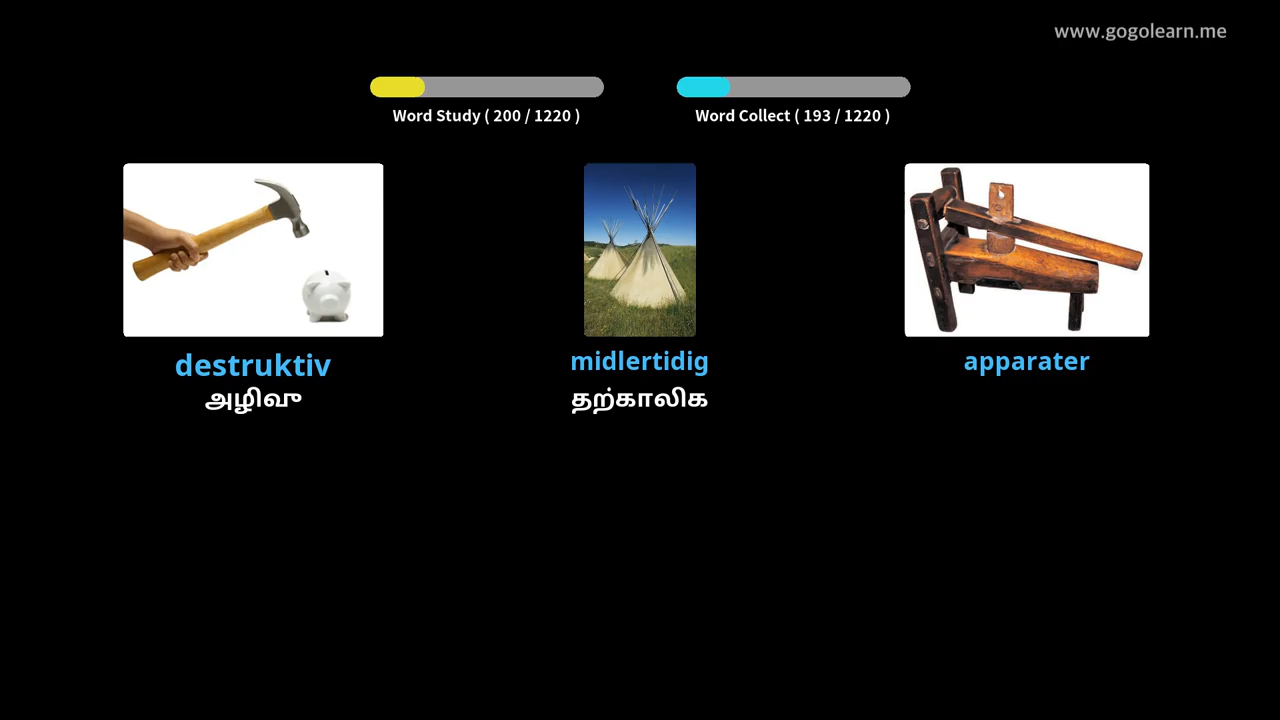 www.gogolearn.me
Word Study ( 200 / 1220 )
Word Collect ( 193 / 1220 )
destruktiv
அழிவு
midlertidig
தற்காலிக
apparater